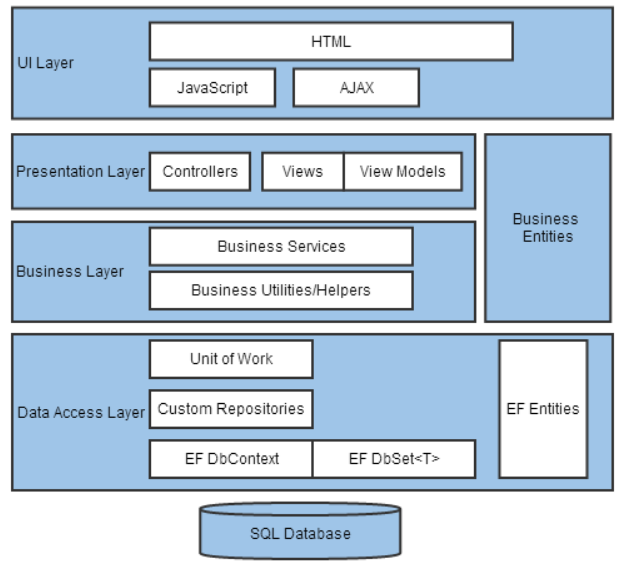 HTML
UI Layer
JavaScript
AJAX
Presentation Layer
Controllers
Views
View Models
Business
Entities
Business Services
Business Layer
Business Utilities/Helpers
Unit of Work
Data Access Layer
Custom Repositories
EF Entities
EF DbContext
EF DbSet<T>
SQL Database